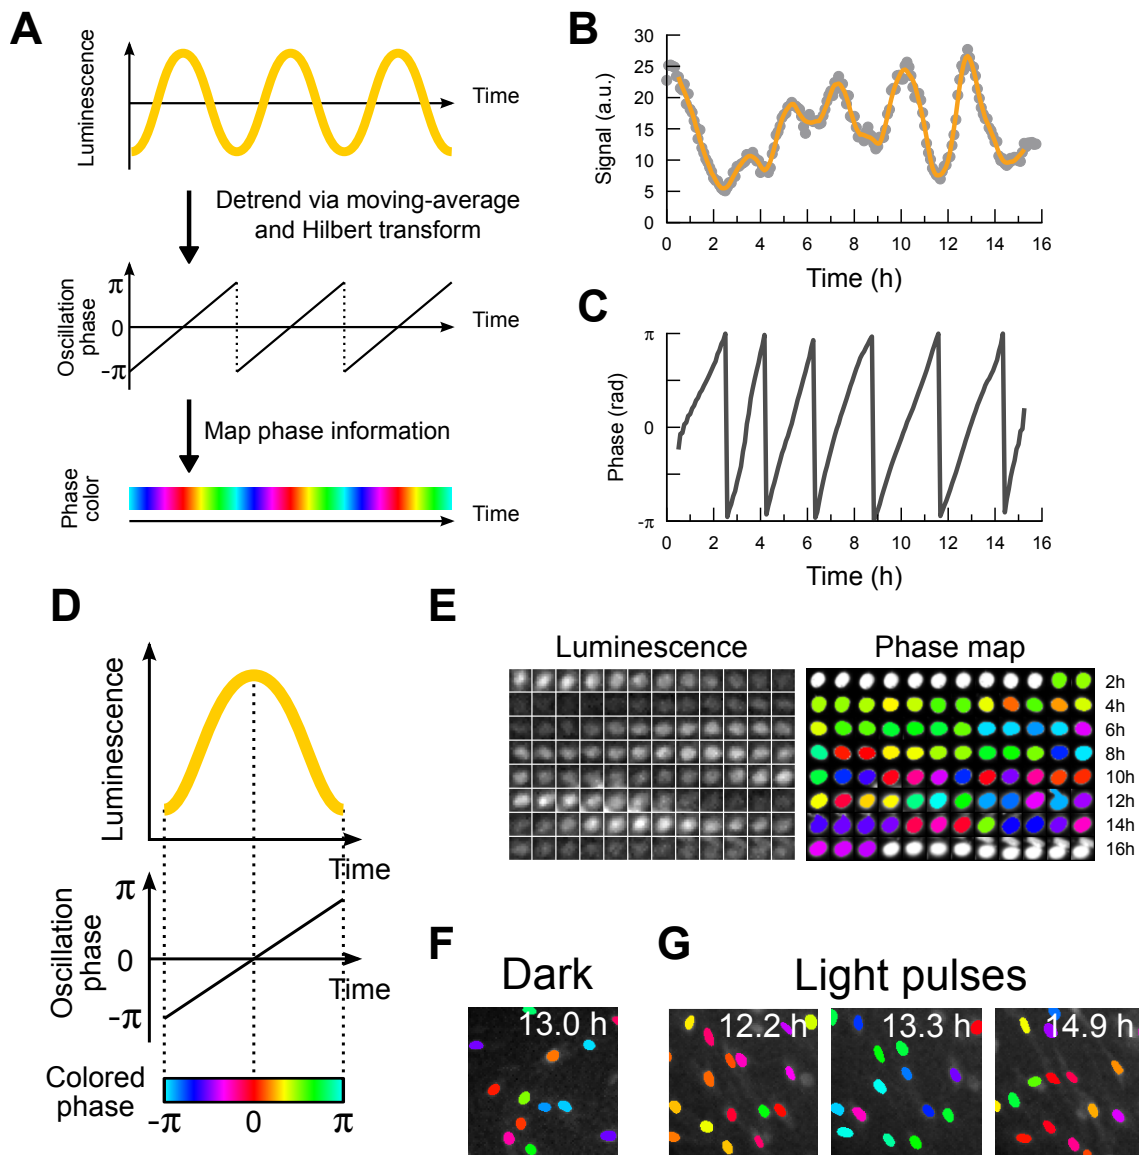 A
Luminescence
Time
Detrend via moving-average
and Hilbert transform
Oscillation
phase
π
0
-π
Time
Map phase information
Phase
color
Time
B
Signal (a.u.)
30
25
20
15
10
5
0
0 2 4 6 8 10 12 14 16
Time (h)
C
Phase (rad)
π
0
-π
0 2 4 6 8 10 12 14 16
Time (h)
D
Luminescence
Time
Oscillation
phase
π
0
-π
Time
Colored
phase
-π 0 π
E
Luminescence
Phase map
2h
4h
6h
8h
10h
12h
14h
16h
F
Dark
13.0 h
G
Light pulses
12.2 h
13.3 h
14.9 h